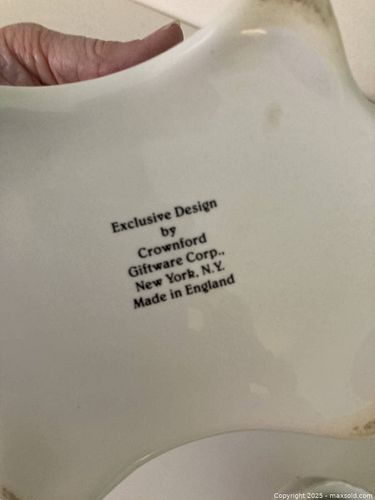 Exclusive Design
by
Crownford
Giftware Corp.,
New York, N.Y.
Made in England
Copyright 2025 - maxsold.com